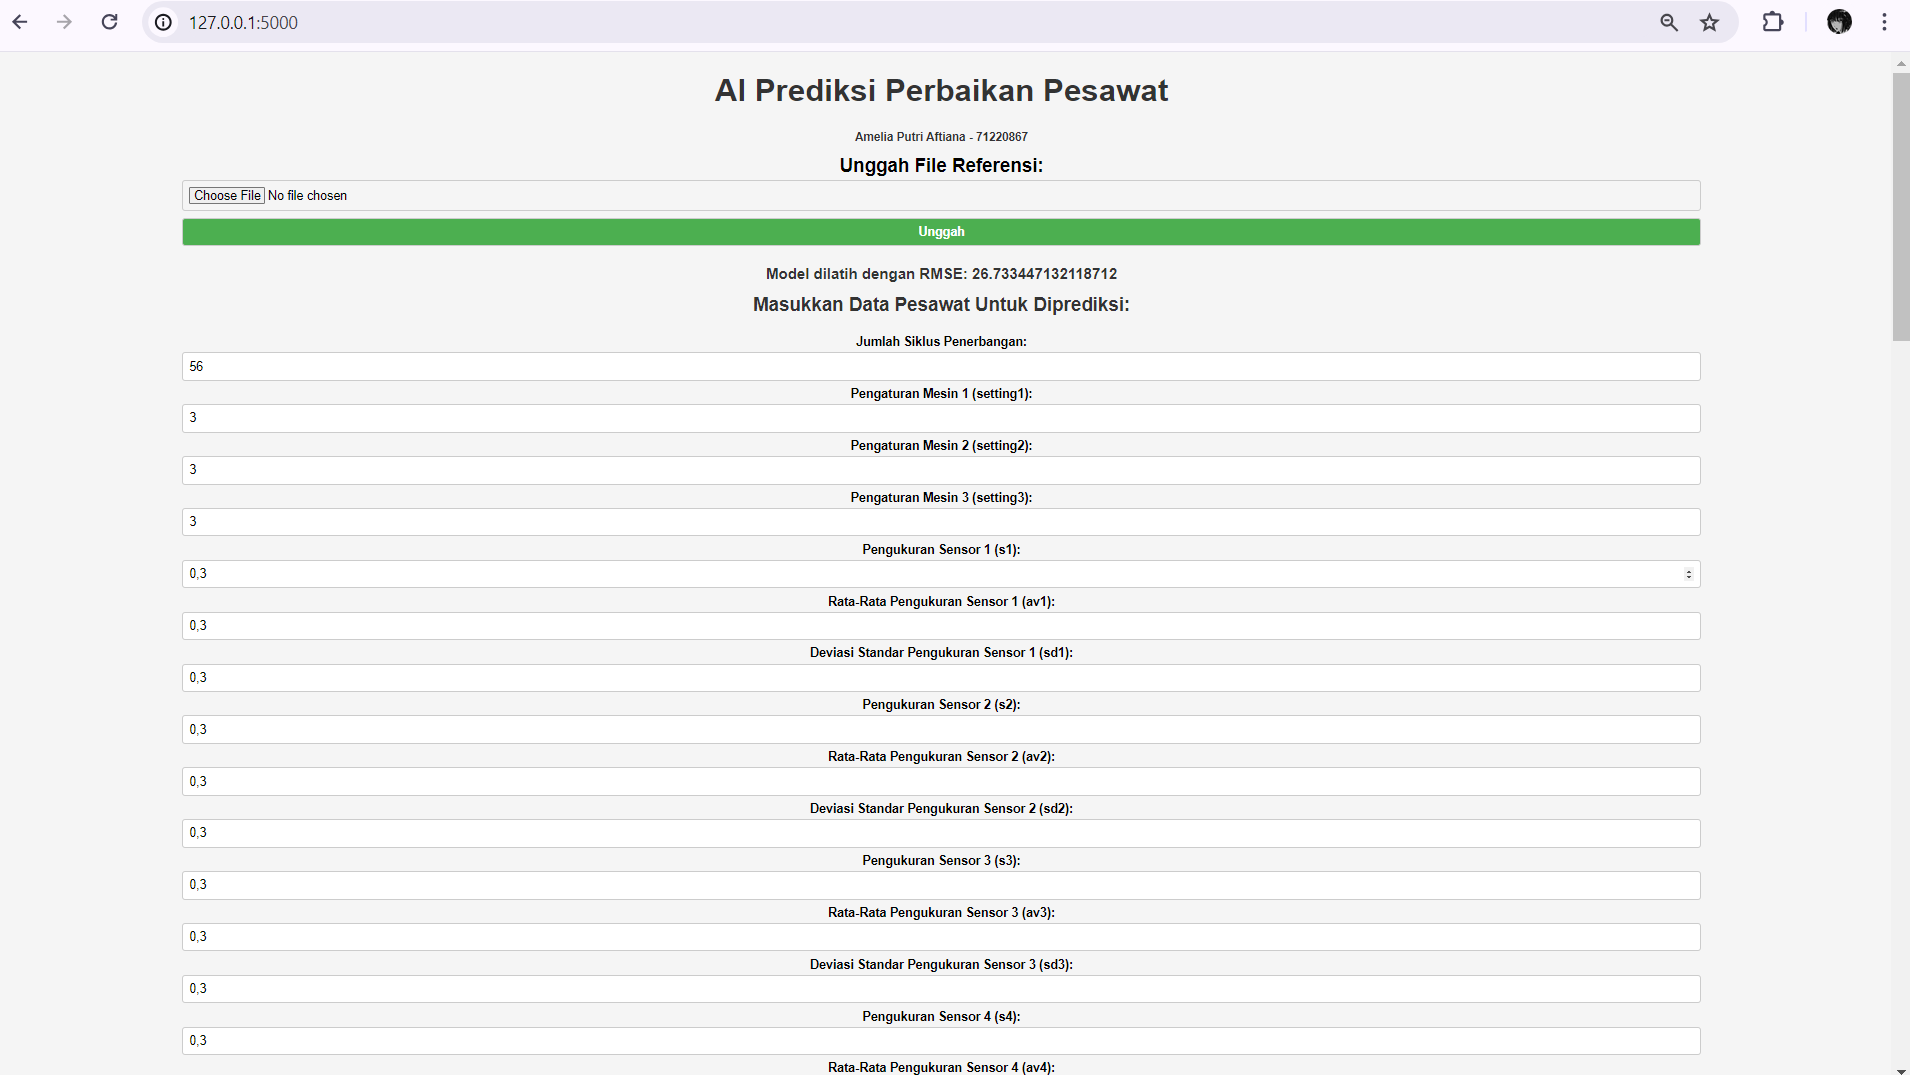 127.0.0.1:5000
AI Prediksi Perbaikan Pesawat
Amelia Putri Aftiana - 71220867
Unggah File Referensi:
Choose File No file chosen
Unggah
Model dilatih dengan RMSE: 26.733447132118712
Masukkan Data Pesawat Untuk Diprediksi:
Jumlah Siklus Penerbangan:
56
Pengaturan Mesin 1 (setting1):
3
Pengaturan Mesin 2 (setting2):
3
Pengaturan Mesin 3 (setting3):
3
Pengukuran Sensor 1 (s1):
0,3
Rata-Rata Pengukuran Sensor 1 (av1):
0,3
Deviasi Standar Pengukuran Sensor 1 (sd1):
0,3
Pengukuran Sensor 2 (s2):
0,3
Rata-Rata Pengukuran Sensor 2 (av2):
0,3
Deviasi Standar Pengukuran Sensor 2 (sd2):
0,3
Pengukuran Sensor 3 (s3):
0,3
Rata-Rata Pengukuran Sensor 3 (av3):
0,3
Deviasi Standar Pengukuran Sensor 3 (sd3):
0,3
Pengukuran Sensor 4 (s4):
0,3
Rata-Rata Pengukuran Sensor 4 (av4):